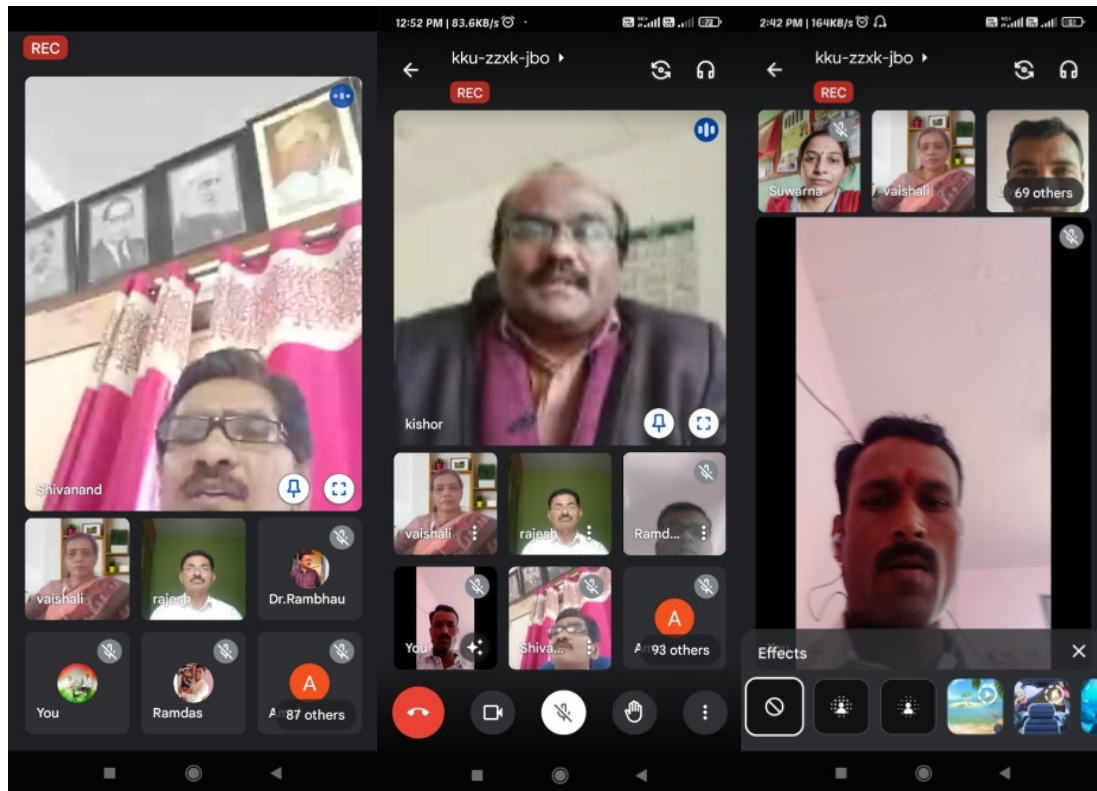 REC
Shivanand
vaishali
rajesh
Dr.Rambhau
You
Ramdas
A
87 others
12:52 PM | 83.6KB/s
72
kku-zzxk-jbo
REC
kishor
vaishali
rajesh
Ramd...
You
Shiva...
A
93 others
2:42 PM | 164KB/s
51
kku-zzxk-jbo
REC
Suwarna
vaishali
69 others
Effects